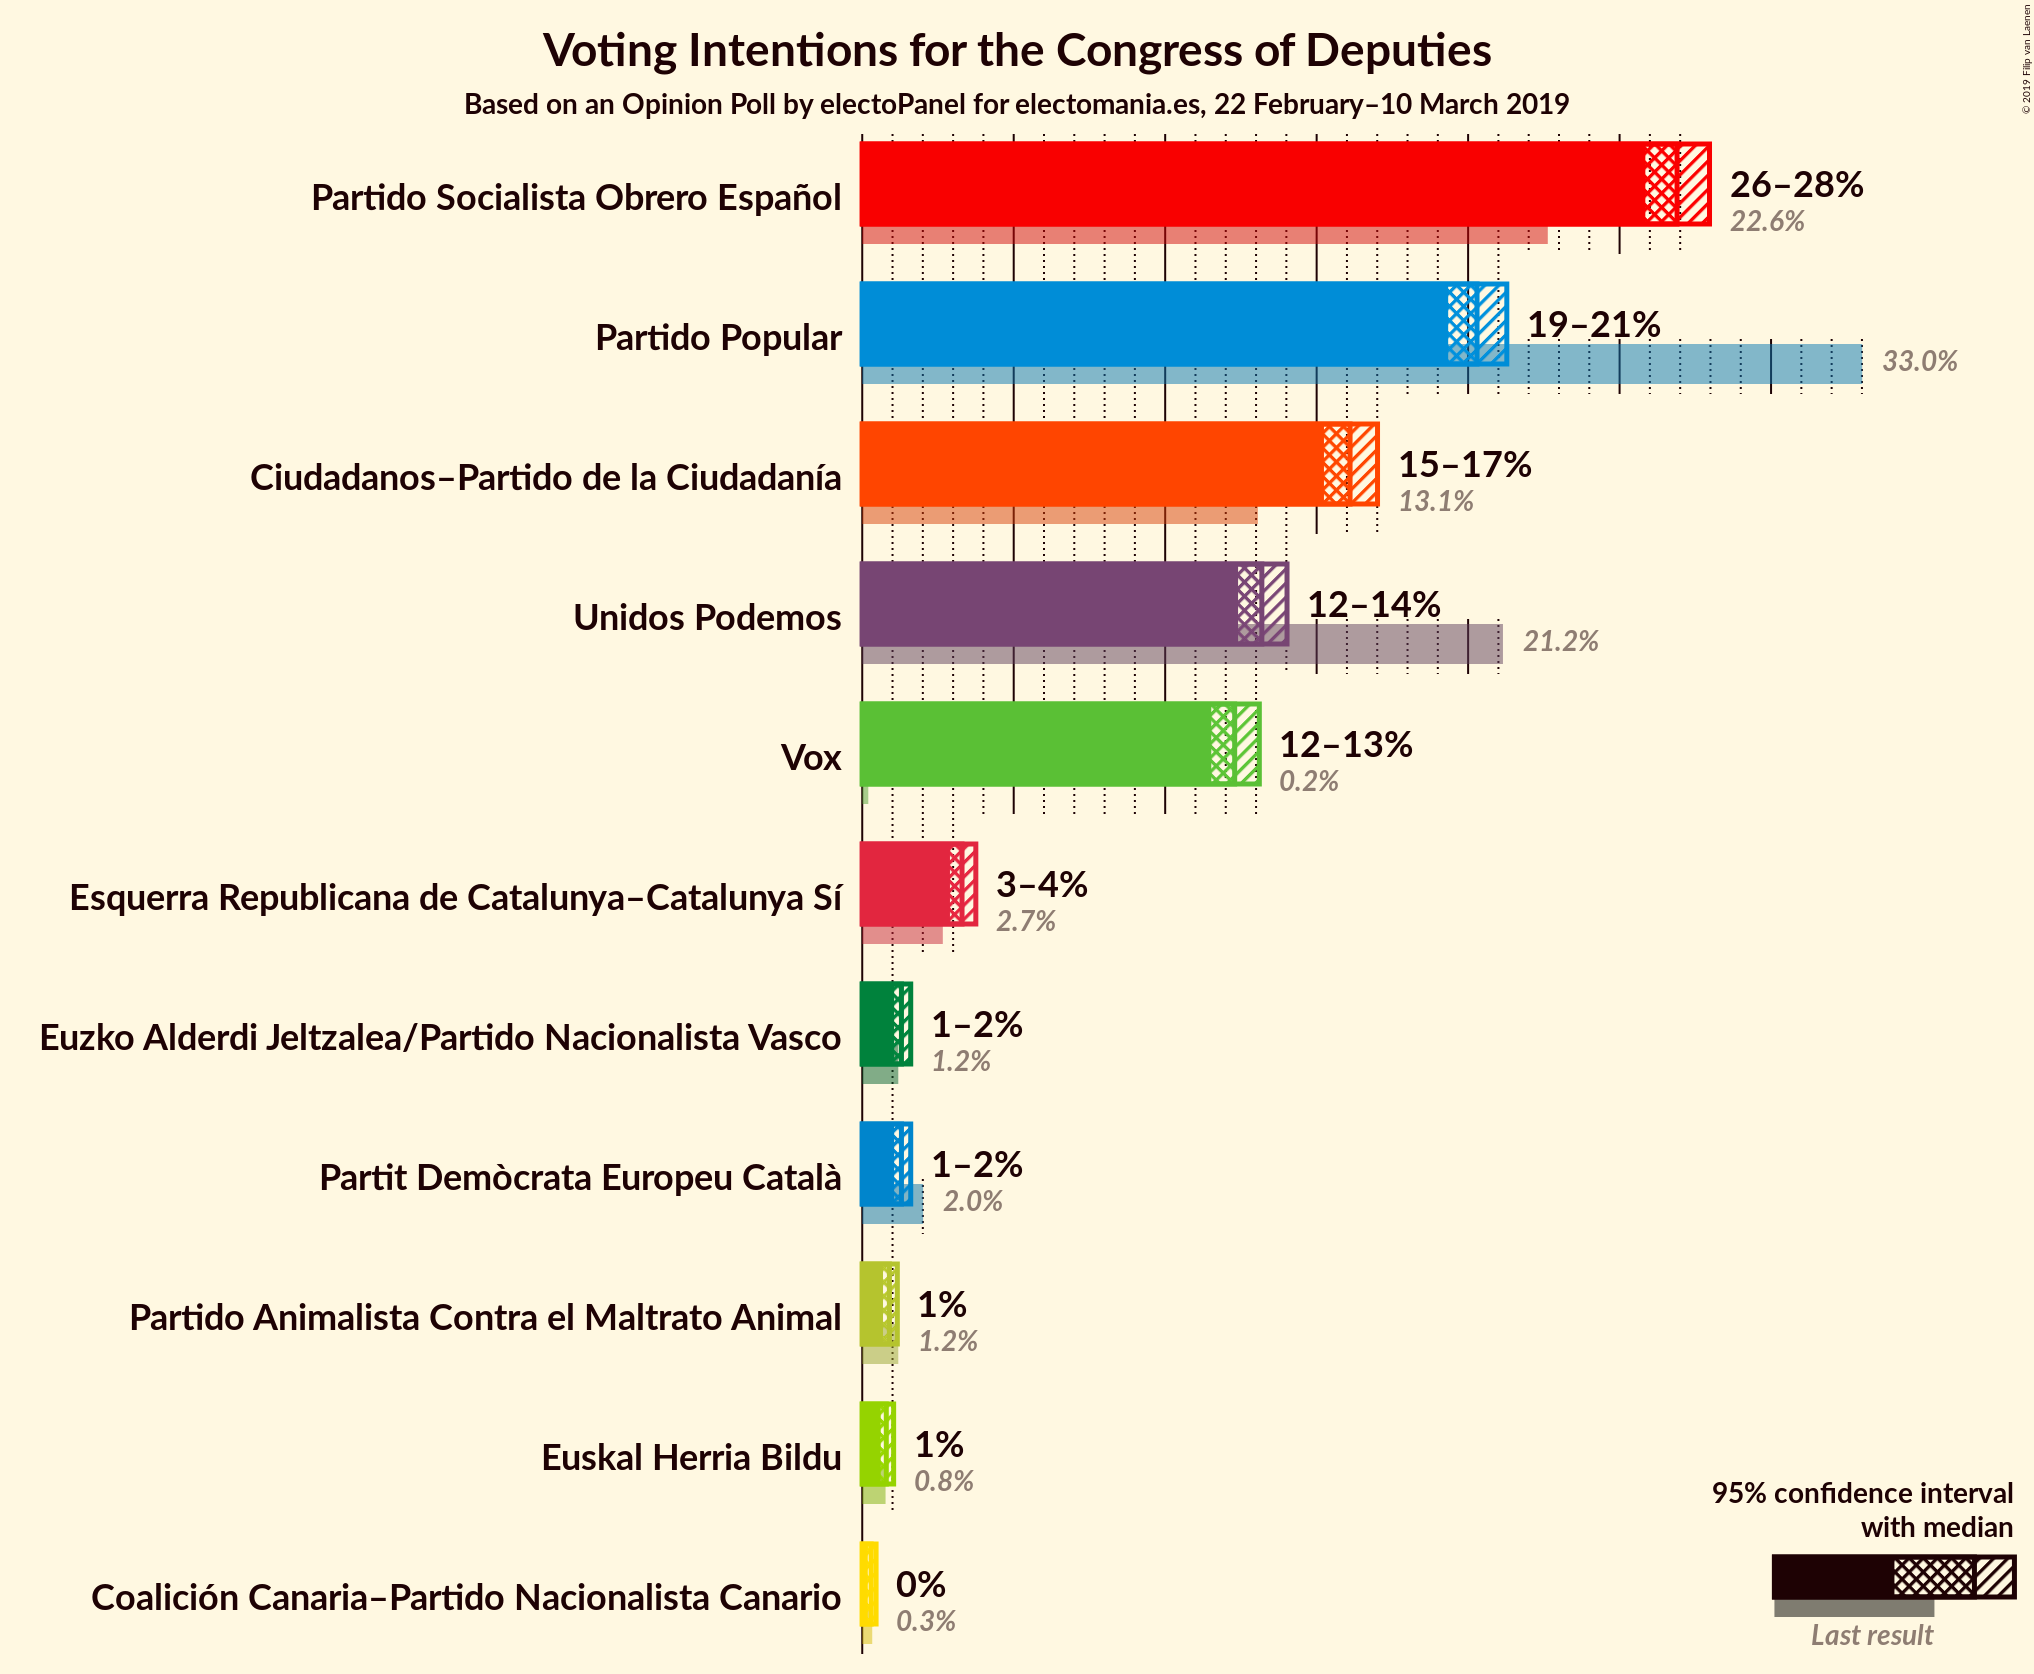 Voting Intentions for the Congress of Deputies
Based on an Opinion Poll by electoPanel for electomania.es, 22 February–10 March 2019
© 2019 Filip van Laenen
Partido Socialista Obrero Español
26–28%
22.6%
Partido Popular
19–21%
33.0%
Ciudadanos–Partido de la Ciudadanía
15–17%
13.1%
Unidos Podemos
12–14%
21.2%
Vox
12–13%
0.2%
Esquerra Republicana de Catalunya–Catalunya Sí
3–4%
2.7%
Euzko Alderdi Jeltzalea/Partido Nacionalista Vasco
1–2%
1.2%
Partit Demòcrata Europeu Català
1–2%
2.0%
Partido Animalista Contra el Maltrato Animal
1%
1.2%
Euskal Herria Bildu
1%
0.8%
Coalición Canaria–Partido Nacionalista Canario
0%
0.3%
95% confidence interval
with median
Last result